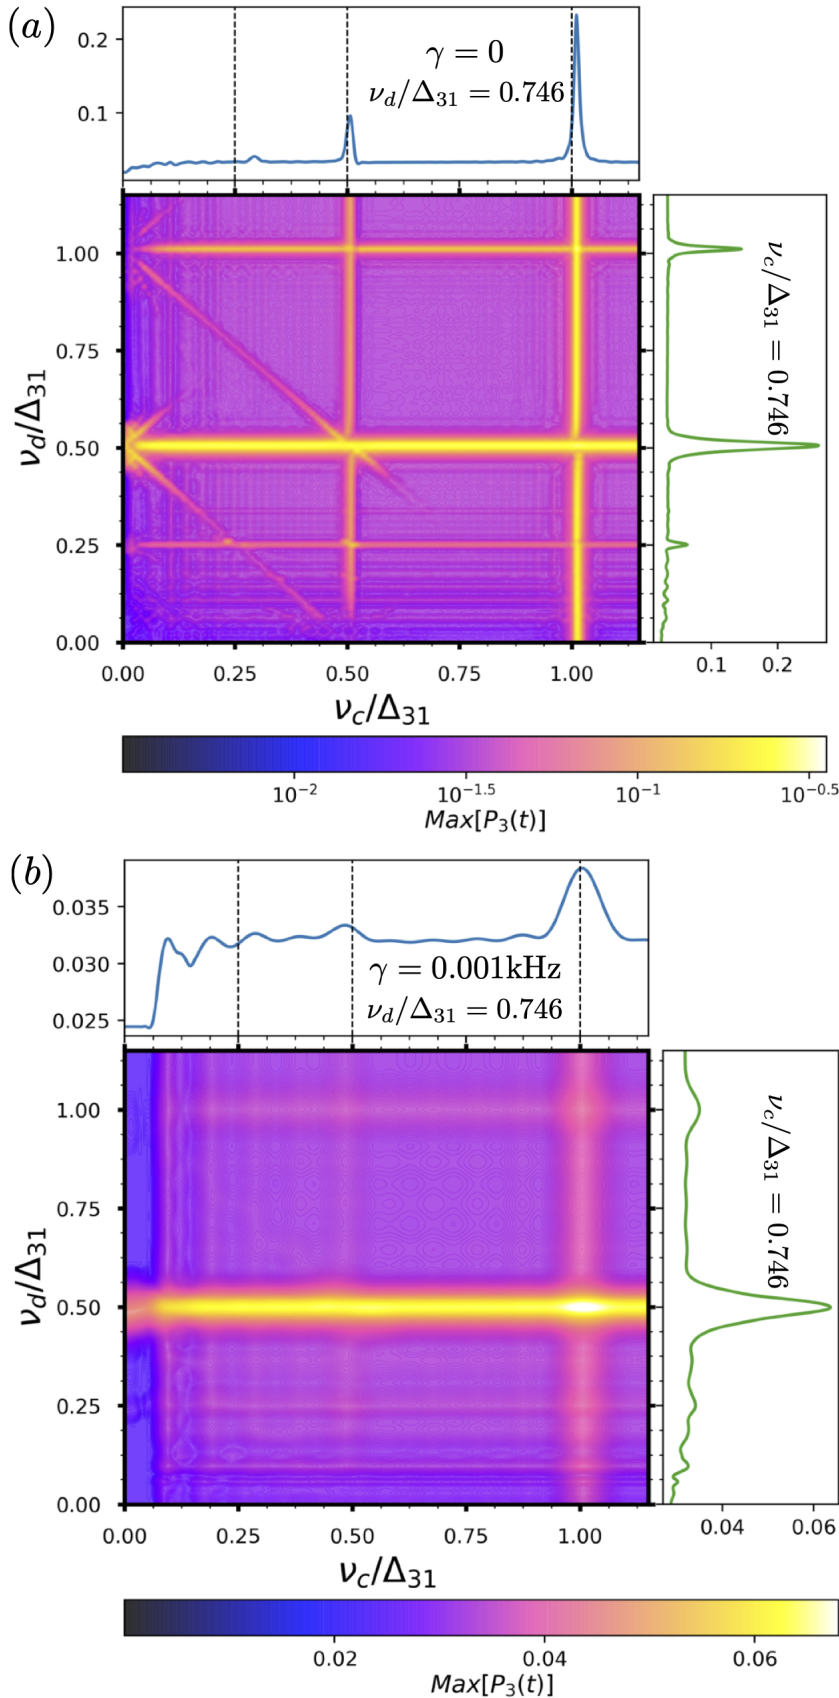 (a)
0.2
0.1
γ = 0
ν_d/Δ_31 = 0.746
1.00
0.75
0.50
0.25
0.00
ν_d/Δ_31
ν_c/Δ_31 = 0.746
0.00 0.25 0.50 0.75 1.00
0.1 0.2
ν_c/Δ_31
10^-2 10^-1.5 10^-1 10^-0.5
Max[P_3(t)]
(b)
0.035
0.030
0.025
γ = 0.001kHz
ν_d/Δ_31 = 0.746
1.00
0.75
0.50
0.25
0.00
ν_d/Δ_31
ν_c/Δ_31 = 0.746
0.00 0.25 0.50 0.75 1.00
0.04 0.06
ν_c/Δ_31
0.02 0.04 0.06
Max[P_3(t)]